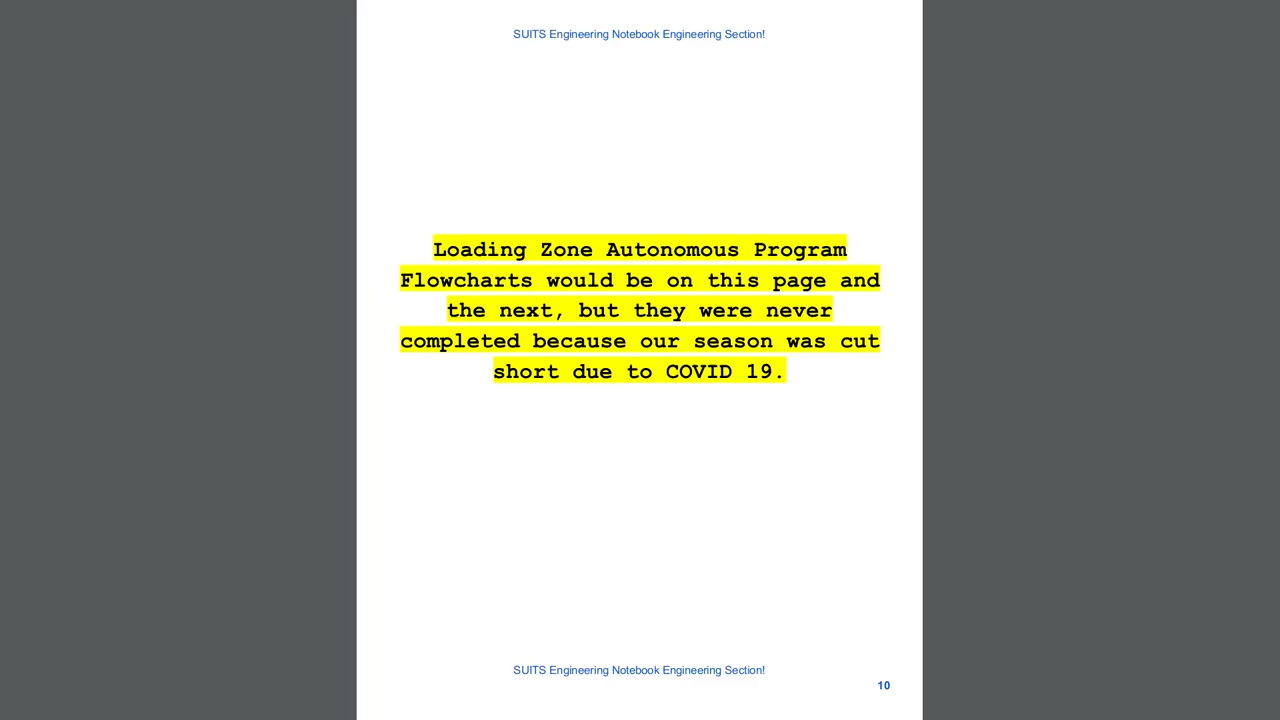 SUITS Engineering Notebook Engineering Section!
Loading Zone Autonomous Program
Flowcharts would be on this page and
the next, but they were never
completed because our season was cut
short due to COVID 19.
SUITS Engineering Notebook Engineering Section!
10